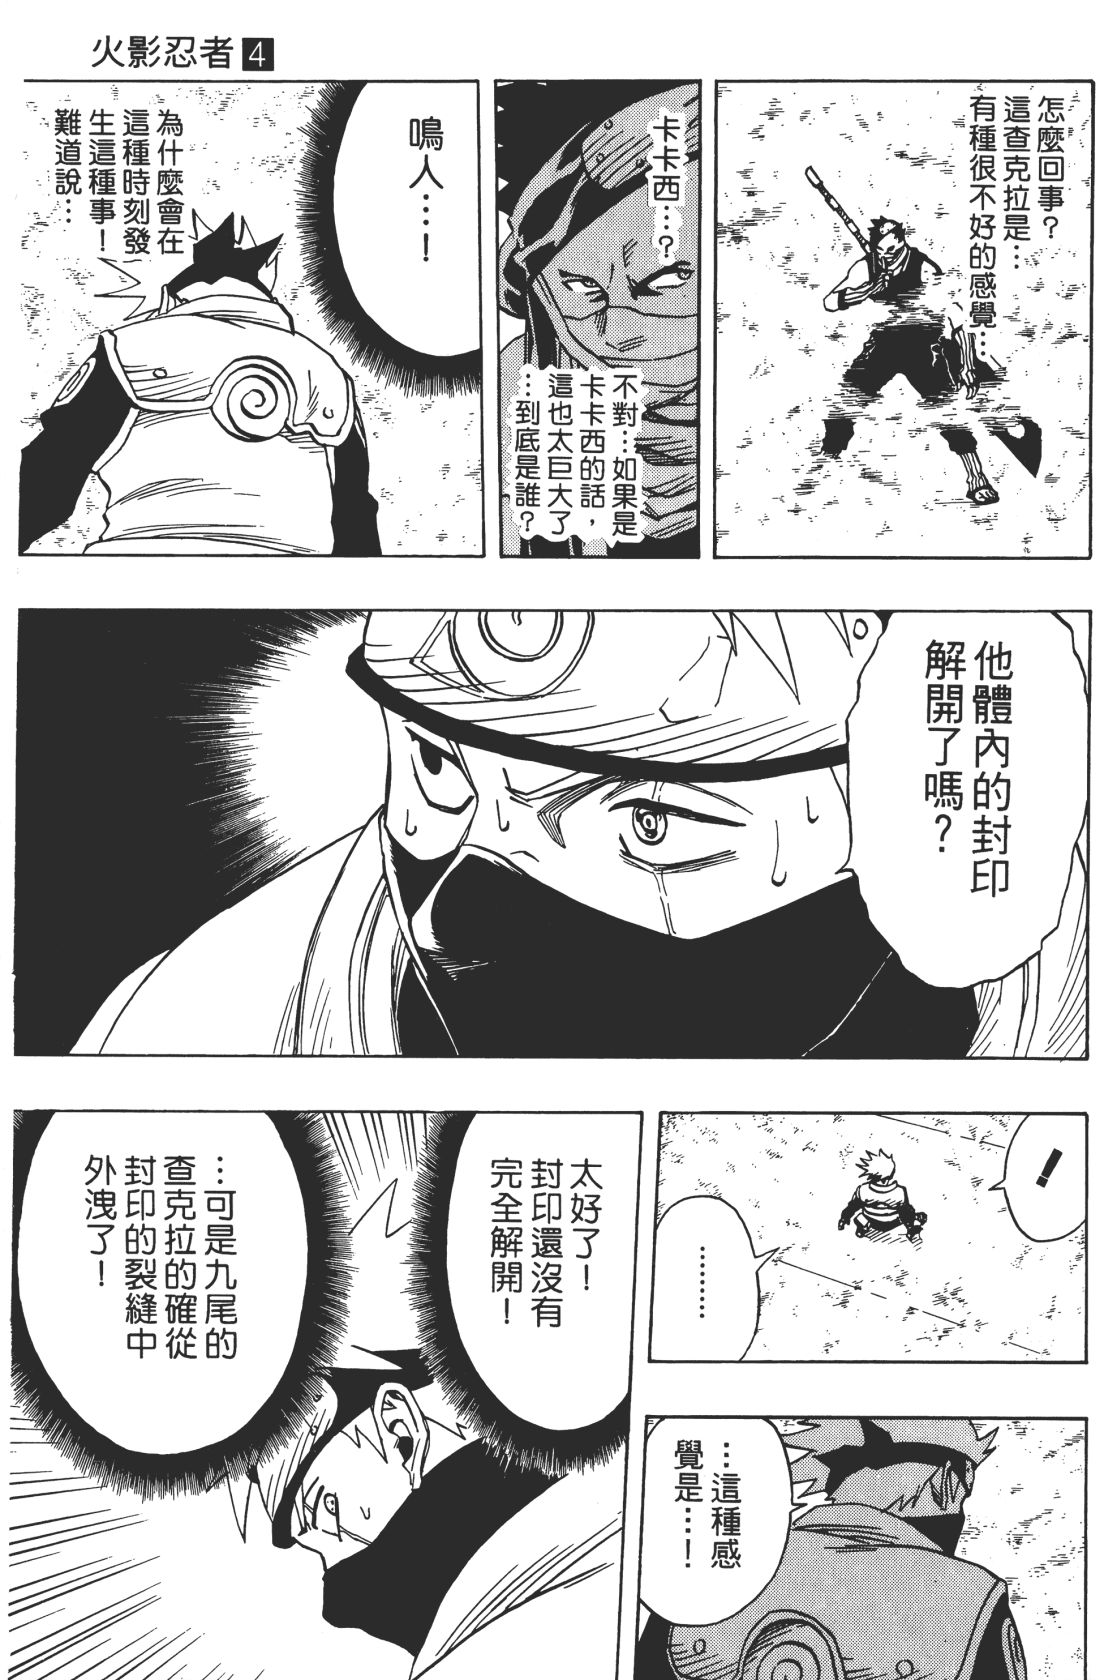 火影忍者4
怎麼回事？
這查克拉是…
有種很不好的感覺…
卡卡西…？
不對…如果是
卡卡西的話，
這也太巨大了
…到底是誰？
鳴人…！
為什麼會在
這種時刻發
生這種事！
難道說…
他體內的封印
解開了嗎？
！
………
…這種感
覺是…！
太好了！
封印還沒有
完全解開！
…可是九尾的
查克拉的確從
封印的裂縫中
外洩了！